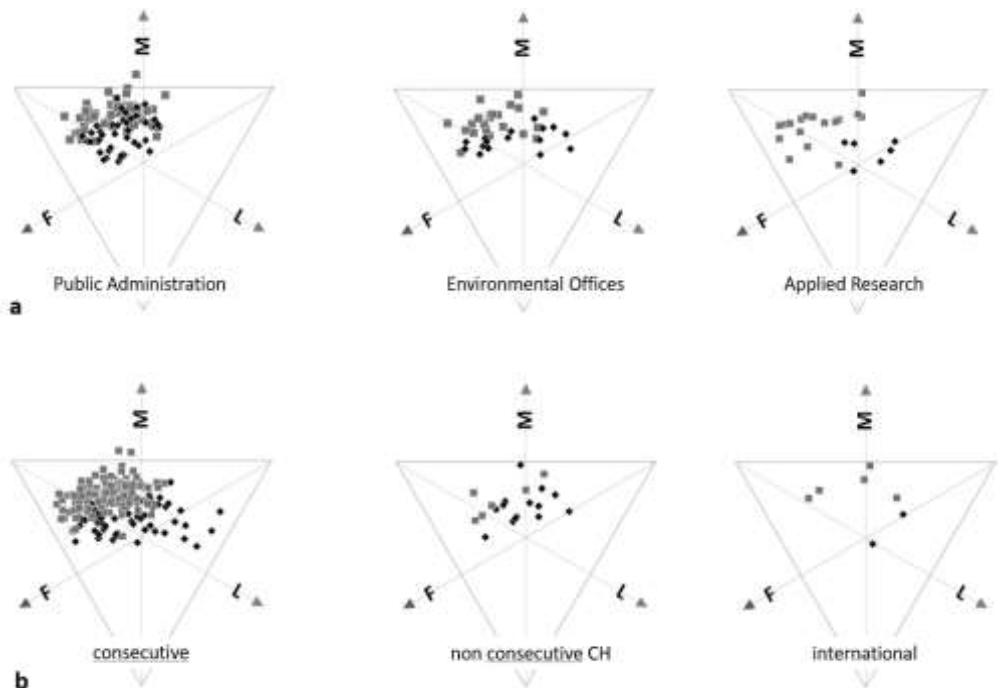 M M M
F L F L F L
Public Administration Environmental Offices Applied Research
a
M M M
F L F L F L
consecutive non consecutive CH international
b